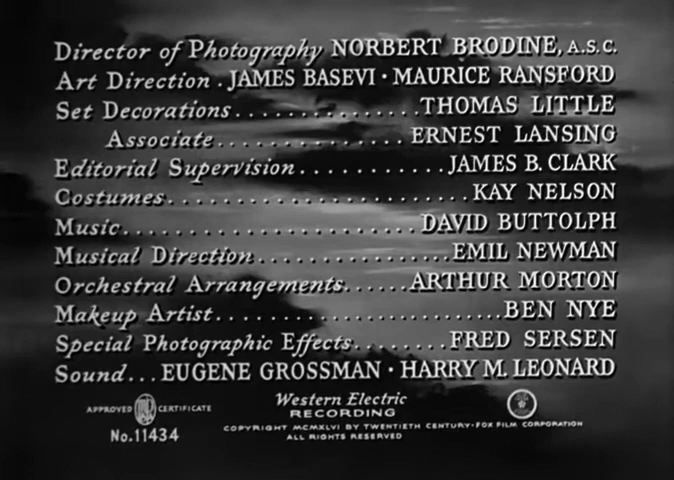 Director of Photography NORBERT BRODINE, A.S.C.
Art Direction . JAMES BASEVI · MAURICE RANSFORD
Set Decorations...............THOMAS LITTLE
Associate...............ERNEST LANSING
Editorial Supervision...........JAMES B. CLARK
Costumes.......................KAY NELSON
Music.......................DAVID BUTTOLPH
Musical Direction...............EMIL NEWMAN
Orchestral Arrangements......ARTHUR MORTON
Makeup Artist......................BEN NYE
Special Photographic Effects........FRED SERSEN
Sound...EUGENE GROSSMAN · HARRY M. LEONARD
APPROVED CERTIFICATE
No. 11434
Western Electric
RECORDING
COPYRIGHT MCMXLVI BY TWENTIETH CENTURY-FOX FILM CORPORATION
ALL RIGHTS RESERVED